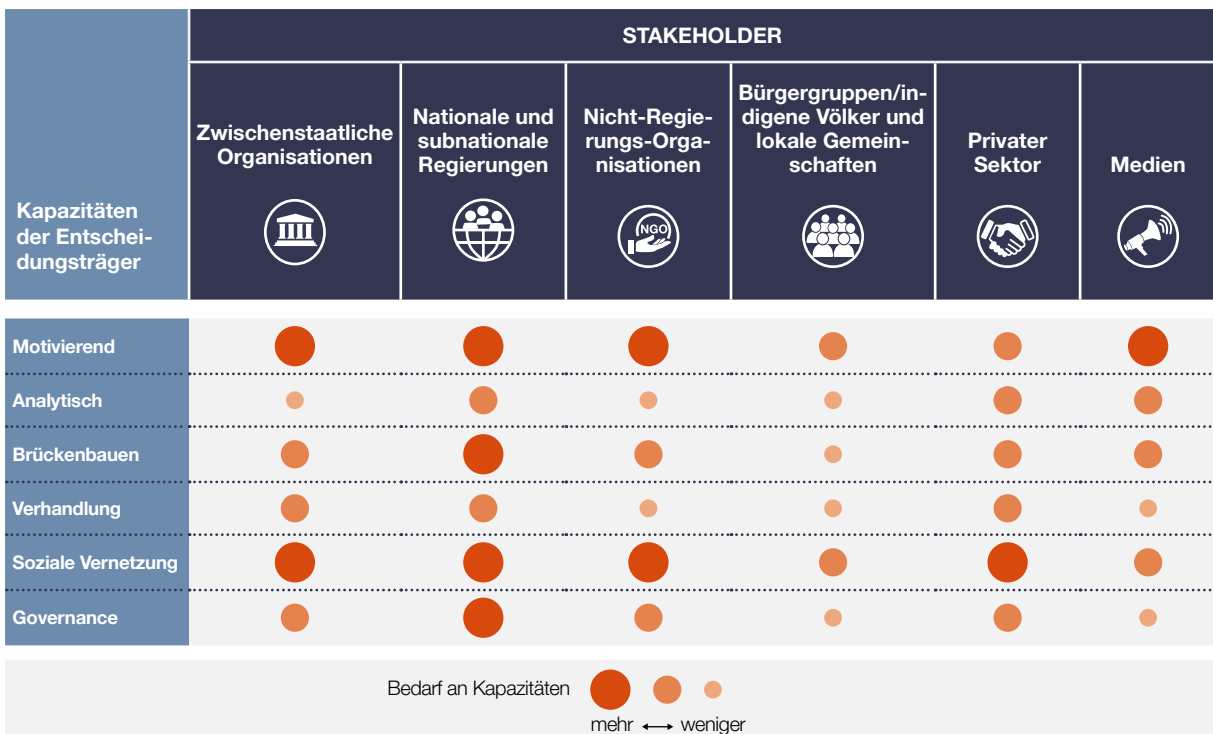 STAKEHOLDER
Kapazitäten
der Entschei-
dungsträger
Zwischenstaatliche
Organisationen
Nationale und
subnationale
Regierungen
Nicht-Regie-
rungs-Orga-
nisationen
NGO
Bürgergruppen/in-
digene Völker und
lokale Gemein-
schaften
Privater
Sektor
Medien
Motivierend
Analytisch
Brückenbauen
Verhandlung
Soziale Vernetzung
Governance
Bedarf an Kapazitäten
mehr ⟷ weniger